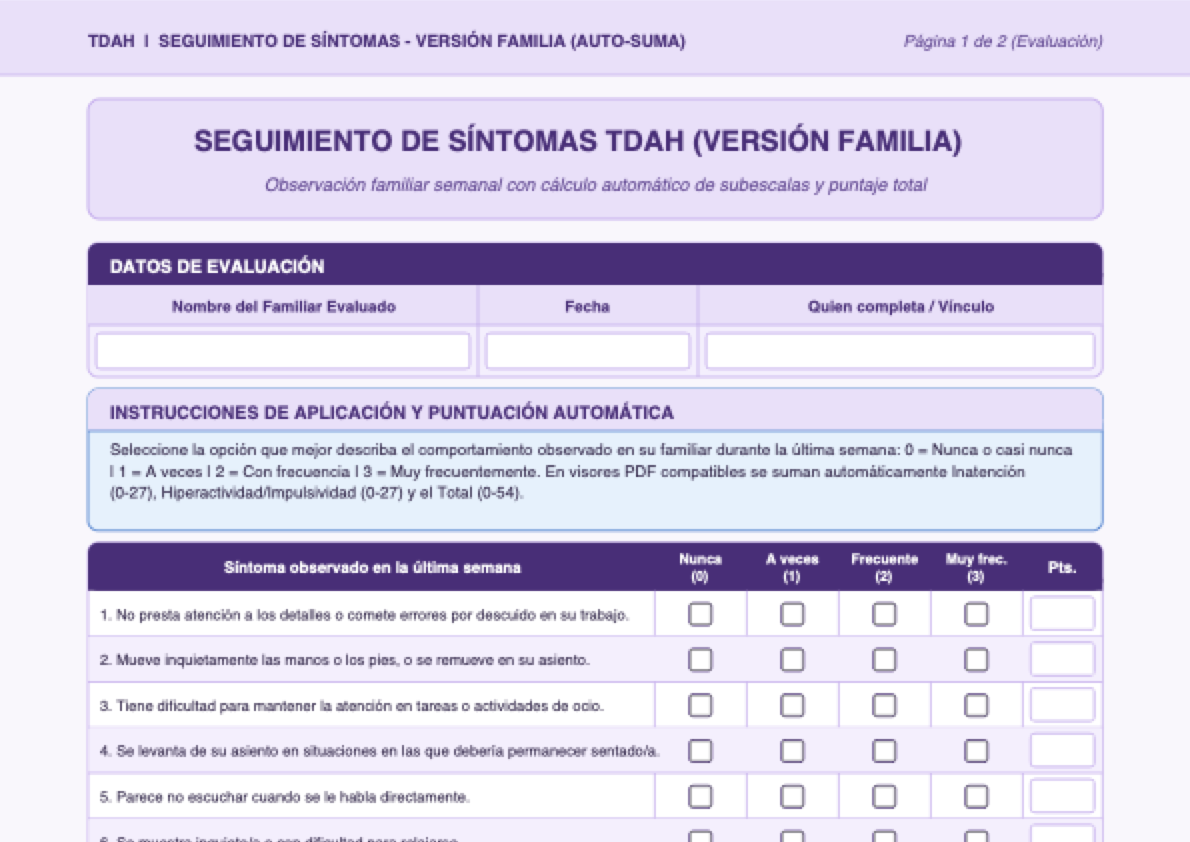 TDAH | SEGUIMIENTO DE SÍNTOMAS - VERSIÓN FAMILIA (AUTO-SUMA)
Página 1 de 2 (Evaluación)
SEGUIMIENTO DE SÍNTOMAS TDAH (VERSIÓN FAMILIA)
Observación familiar semanal con cálculo automático de subescalas y puntaje total
DATOS DE EVALUACIÓN
Nombre del Familiar Evaluado
Fecha
Quien completa / Vínculo
INSTRUCCIONES DE APLICACIÓN Y PUNTUACIÓN AUTOMÁTICA
Seleccione la opción que mejor describa el comportamiento observado en su familiar durante la última semana: 0 = Nunca o casi nunca
| 1 = A veces | 2 = Con frecuencia | 3 = Muy frecuentemente. En visores PDF compatibles se suman automáticamente Inatención
(0-27), Hiperactividad/Impulsividad (0-27) y el Total (0-54).
Síntoma observado en la última semana
Nunca
(0)
A veces
(1)
Frecuente
(2)
Muy frec.
(3)
Pts.
1. No presta atención a los detalles o comete errores por descuido en su trabajo.
2. Mueve inquietamente las manos o los pies, o se remueve en su asiento.
3. Tiene dificultad para mantener la atención en tareas o actividades de ocio.
4. Se levanta de su asiento en situaciones en las que debería permanecer sentado/a.
5. Parece no escuchar cuando se le habla directamente.
6. Se muestra inquieto/a o con dificultad para relajarse.